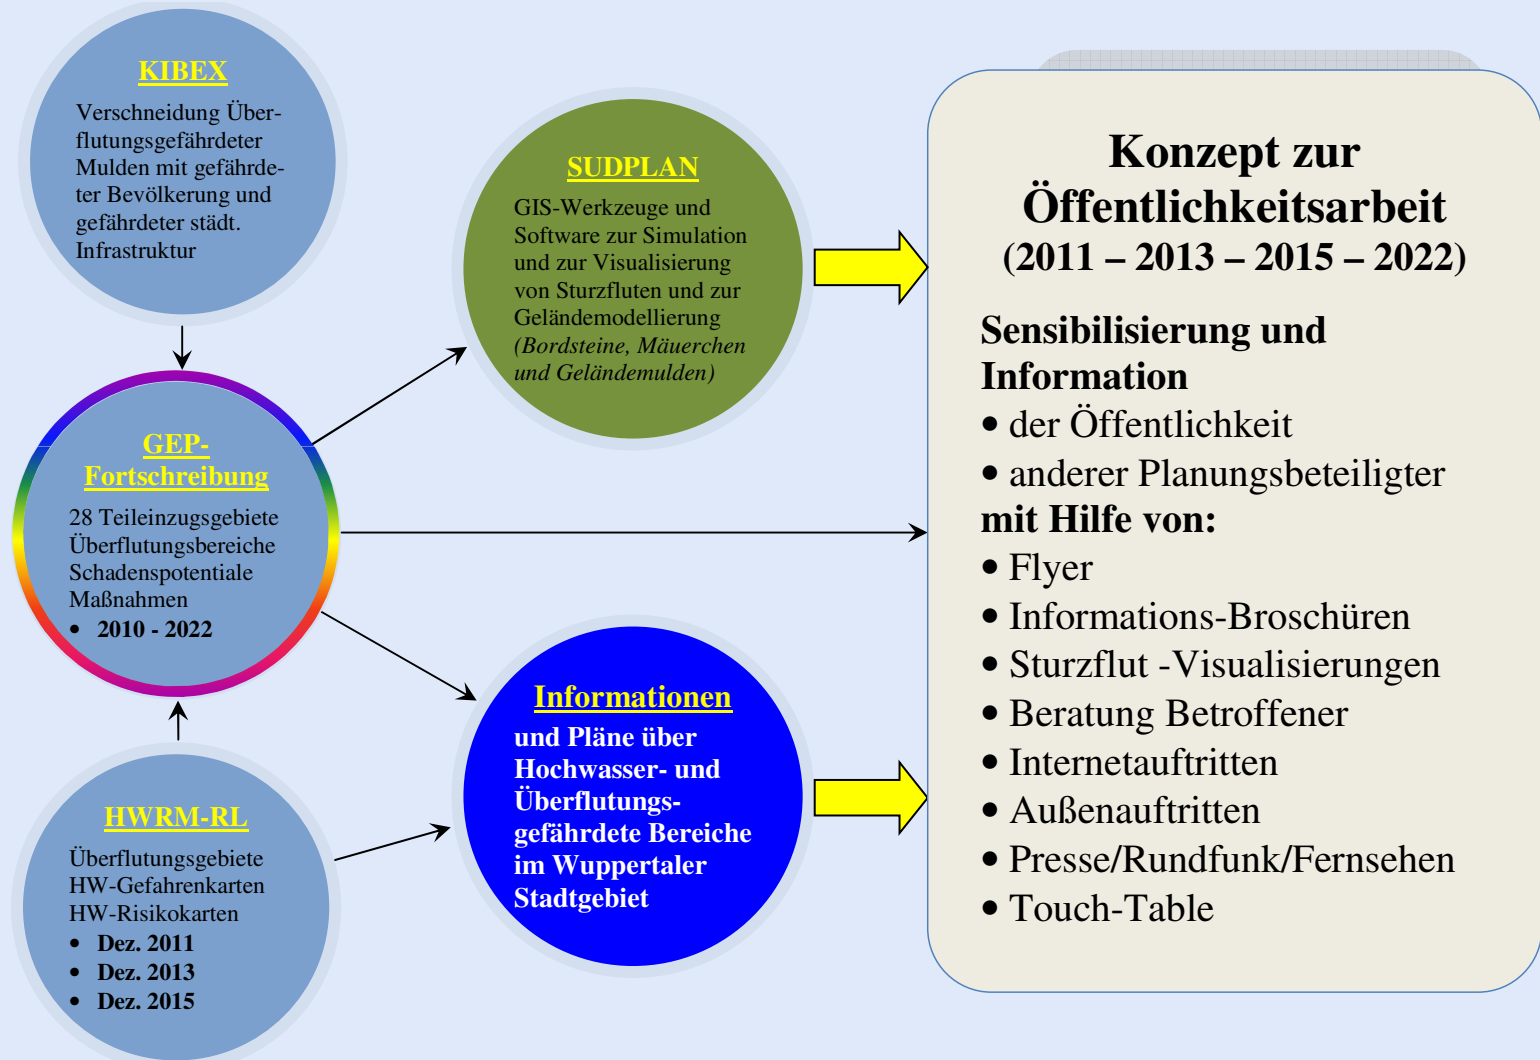 KIBEX
Verschneidung Über-
flutungsgefährdeter
Mulden mit gefährde-
ter Bevölkerung und
gefährdeter städt.
Infrastruktur
GEP-
Fortschreibung
28 Teileinzugsgebiete
Überflutungsbereiche
Schadenspotentiale
Maßnahmen
• 2010 - 2022
HWRM-RL
Überflutungsgebiete
HW-Gefahrenkarten
HW-Risikokarten
• Dez. 2011
• Dez. 2013
• Dez. 2015
SUDPLAN
GIS-Werkzeuge und
Software zur Simulation
und zur Visualisierung
von Sturzfluten und zur
Geländemodellierung
(Bordsteine, Mäuerchen
und Geländemulden)
Informationen
und Pläne über
Hochwasser- und
Überflutungs-
gefährdete Bereiche
im Wuppertaler
Stadtgebiet
Konzept zur
Öffentlichkeitsarbeit
(2011 – 2013 – 2015 – 2022)
Sensibilisierung und
Information
• der Öffentlichkeit
• anderer Planungsbeteiligter
mit Hilfe von:
• Flyer
• Informations-Broschüren
• Sturzflut -Visualisierungen
• Beratung Betroffener
• Internetauftritten
• Außenauftritten
• Presse/Rundfunk/Fernsehen
• Touch-Table